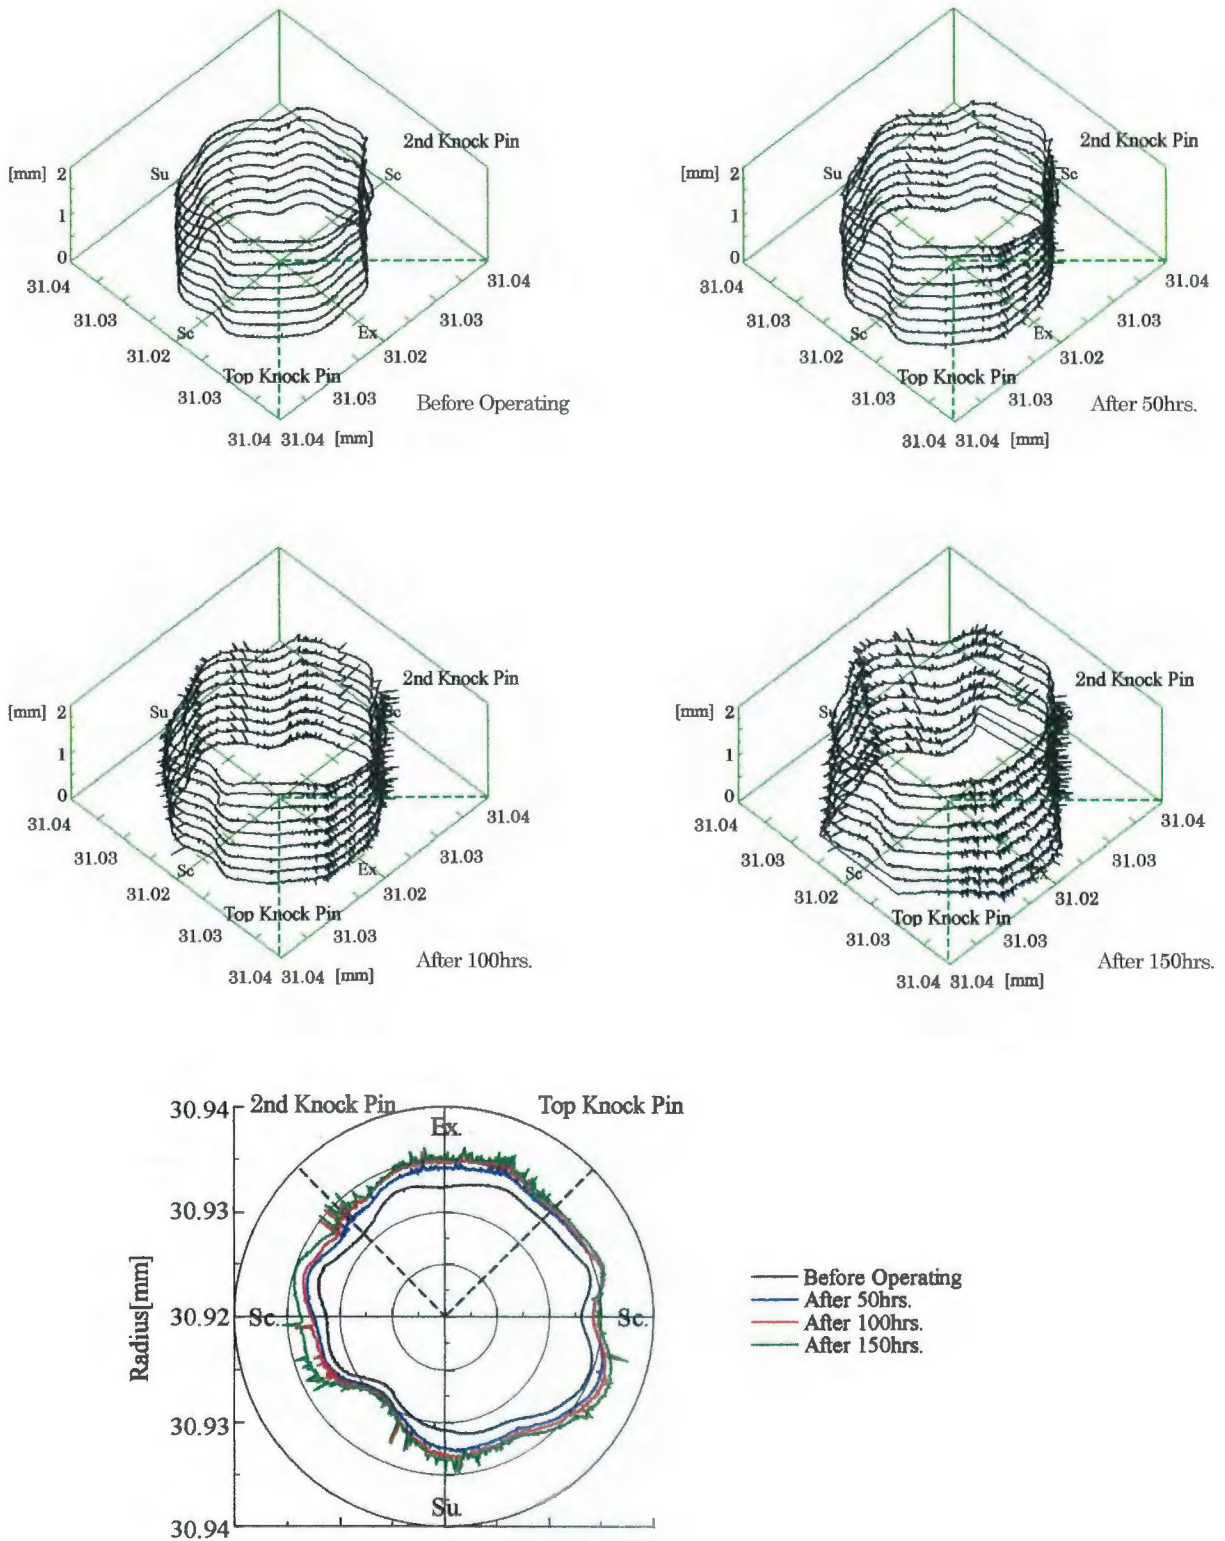 2nd Knock Pin
[mm] 2
Su
Sc
1
0
31.04
31.04
31.03
Sc
Ex
31.03
31.02
31.02
Top Knock Pin
31.03
31.03
Before Operating
31.04 31.04 [mm]
2nd Knock Pin
[mm] 2
Su
Sc
1
0
31.04
31.04
31.03
Sc
Ex
31.03
31.02
31.02
Top Knock Pin
31.03
31.03
After 50hrs.
31.04 31.04 [mm]
2nd Knock Pin
[mm] 2
Su
Sc
1
0
31.04
31.04
31.03
Sc
Ex
31.03
31.02
31.02
Top Knock Pin
31.03
31.03
After 100hrs.
31.04 31.04 [mm]
2nd Knock Pin
[mm] 2
Su
1
0
31.04
31.04
31.03
Sc
Ex
31.03
31.02
31.02
Top Knock Pin
31.03
31.03
After 150hrs.
31.04 31.04 [mm]
30.94
2nd Knock Pin
Top Knock Pin
Ex.
30.93
Radius[mm]
30.92
Sc.
Sc.
30.93
Su.
30.94
Before Operating
After 50hrs.
After 100hrs.
After 150hrs.